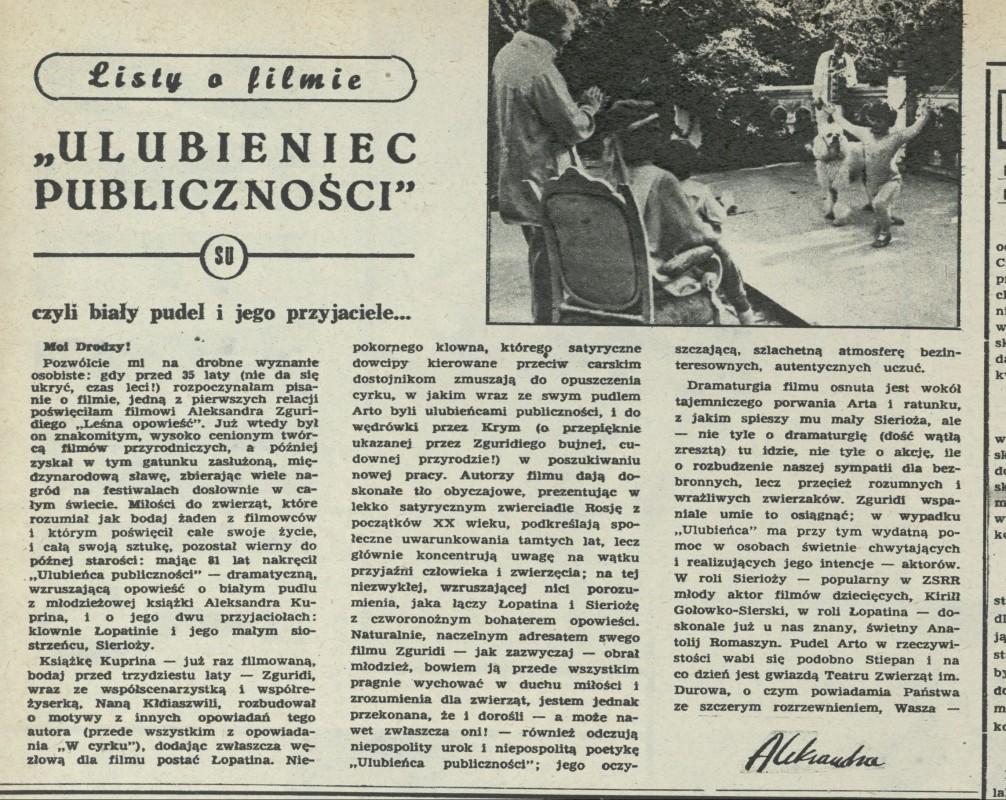 Listy o filmie
„ULUBIENIEC
PUBLICZNOŚCI”
SU
czyli biały pudel i jego przyjaciele...
Moi Drodzy!
Pozwólcie mi na drobne wyznanie
osobiste: gdy przed 35 laty (nie da się
ukryć, czas leci!) rozpoczynałam pisa-
nie o filmie, jedną z pierwszych relacji
poświęciłam filmowi Aleksandra Zguri-
diego „Leśna opowieść”. Już wtedy był
on znakomitym, wysoko cenionym twór-
cą filmów przyrodniczych, a później
zyskał w tym gatunku zasłużoną, mię-
dzynarodową sławę, zbierając wiele na-
gród na festiwalach dosłownie w ca-
łym świecie. Miłości do zwierząt, które
rozumiał jak bodaj żaden z filmowców
i którym poświęcił całe swoje życie,
i całą swoją sztukę, pozostał wierny do
późnej starości: mając 81 lat nakręcił
„Ulubieńca publiczności” — dramatyczną,
wzruszającą opowieść o białym pudlu
z młodzieżowej książki Aleksandra Ku-
prina, i o jego dwu przyjaciołach:
klownie Łopatinie i jego małym sio-
strzeńcu, Sierioży.
Książkę Kuprina — już raz filmowaną,
bodaj przed trzydziestu laty — Zguridi,
wraz ze współscenarzystką i współre-
żyserką, Naną Kłdiaszwili, rozbudował
o motywy z innych opowiadań tego
autora (przede wszystkim z opowiada-
nia „W cyrku”), dodając zwłaszcza wę-
złową dla filmu postać Łopatina. Nie-
pokornego klowna, którego satyryczne
dowcipy kierowane przeciw carskim
dostojnikom zmuszają do opuszczenia
cyrku, w jakim wraz ze swym pudlem
Arto byli ulubieńcami publiczności, i do
wędrówki przez Krym (o przepięknie
ukazanej przez Zguridiego bujnej, cu-
downej przyrodzie!) w poszukiwaniu
nowej pracy. Autorzy filmu dają do-
skonałe tło obyczajowe, prezentując w
lekko satyrycznym zwierciadle Rosję z
początków XX wieku, podkreślają spo-
łeczne uwarunkowania tamtych lat, lecz
głównie koncentrują uwagę na wątku
przyjaźni człowieka i zwierzęcia; na tej
niezwykłej, wzruszającej nici porozu-
mienia, jaka łączy Łopatina i Sieriożę
z czworonożnym bohaterem opowieści.
Naturalnie, naczelnym adresatem swego
filmu Zguridi — jak zazwyczaj — obrał
młodzież, bowiem ją przede wszystkim
pragnie wychować w duchu miłości i
zrozumienia dla zwierząt, jestem jednak
przekonana, że i dorośli — a może na-
wet zwłaszcza oni! — również odczują
niepospolity urok i niepospolitą poetykę
„Ulubieńca publiczności”; jego oczy-
szczającą, szlachetną atmosferę bezin-
teresownych, autentycznych uczuć.
Dramaturgia filmu osnuta jest wokół
tajemniczego porwania Arta i ratunku,
z jakim spieszy mu mały Sierioża, ale
— nie tyle o dramaturgię (dość wątłą
zresztą) tu idzie, nie tyle o akcję, ile
o rozbudzenie naszej sympatii dla bez-
bronnych, lecz przecież rozumnych i
wrażliwych zwierzaków. Zguridi wspa-
niale umie to osiągnąć; w wypadku
„Ulubieńca” ma przy tym wydatną po-
moc w osobach świetnie chwytających
i realizujących jego intencje — aktorów.
W roli Sierioży — popularny w ZSRR
młody aktor filmów dziecięcych, Kirill
Gołowko-Sierski, w roli Łopatina — do-
skonale już u nas znany, świetny Ana-
tolij Romaszyn. Pudel Arto w rzeczywi-
stości wabi się podobno Stiepan i na
co dzień jest gwiazdą Teatru Zwierząt im.
Durowa, o czym powiadamia Państwa
ze szczerym rozrzewnieniem, Wasza —
Aleksandra